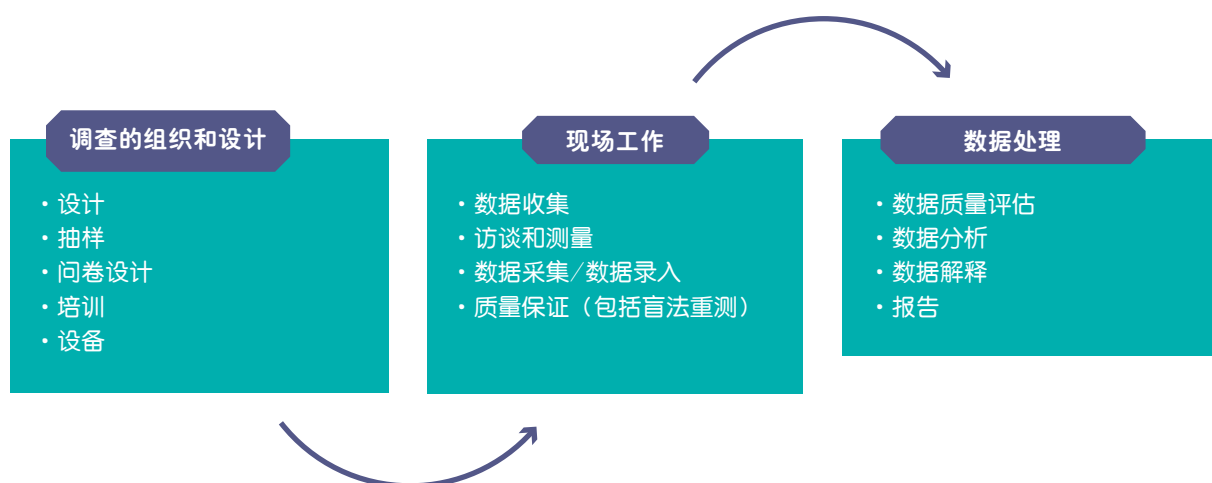 调查的组织和设计
·设计
·抽样
·问卷设计
·培训
·设备
现场工作
·数据收集
·访谈和测量
·数据采集/数据录入
·质量保证（包括盲法重测）
数据处理
·数据质量评估
·数据分析
·数据解释
·报告